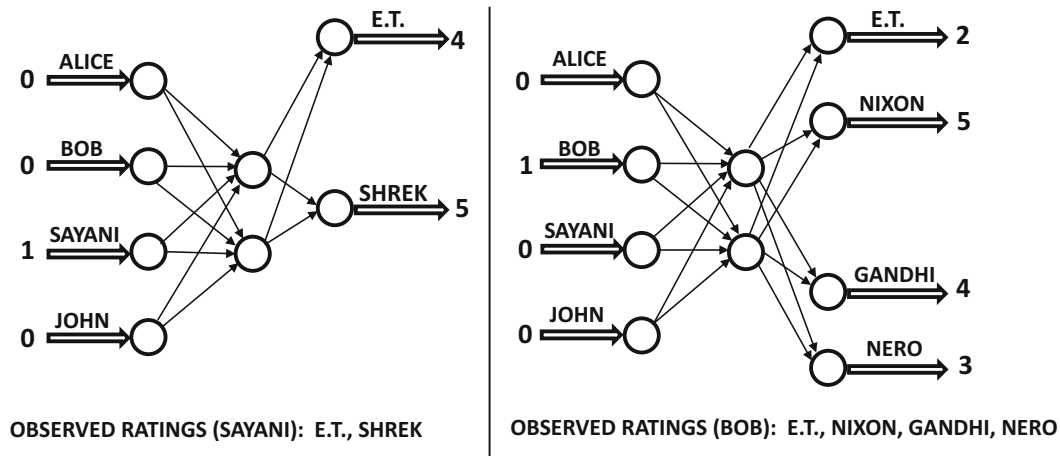 E.T.
4
0 ALICE
0 BOB
SHREK 5
1 SAYANI
0 JOHN
OBSERVED RATINGS (SAYANI): E.T., SHREK
E.T. 2
0 ALICE
NIXON 5
1 BOB
0 SAYANI
GANDHI 4
0 JOHN
NERO 3
OBSERVED RATINGS (BOB): E.T., NIXON, GANDHI, NERO